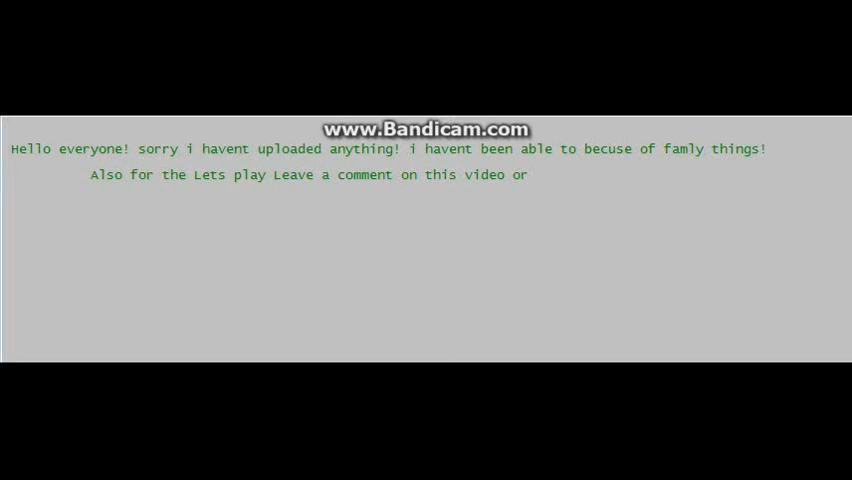 www.Bandicam.com
Hello everyone! sorry i havent uploaded anything! i havent been able to becuse of famly things!
Also for the Lets play Leave a comment on this video or